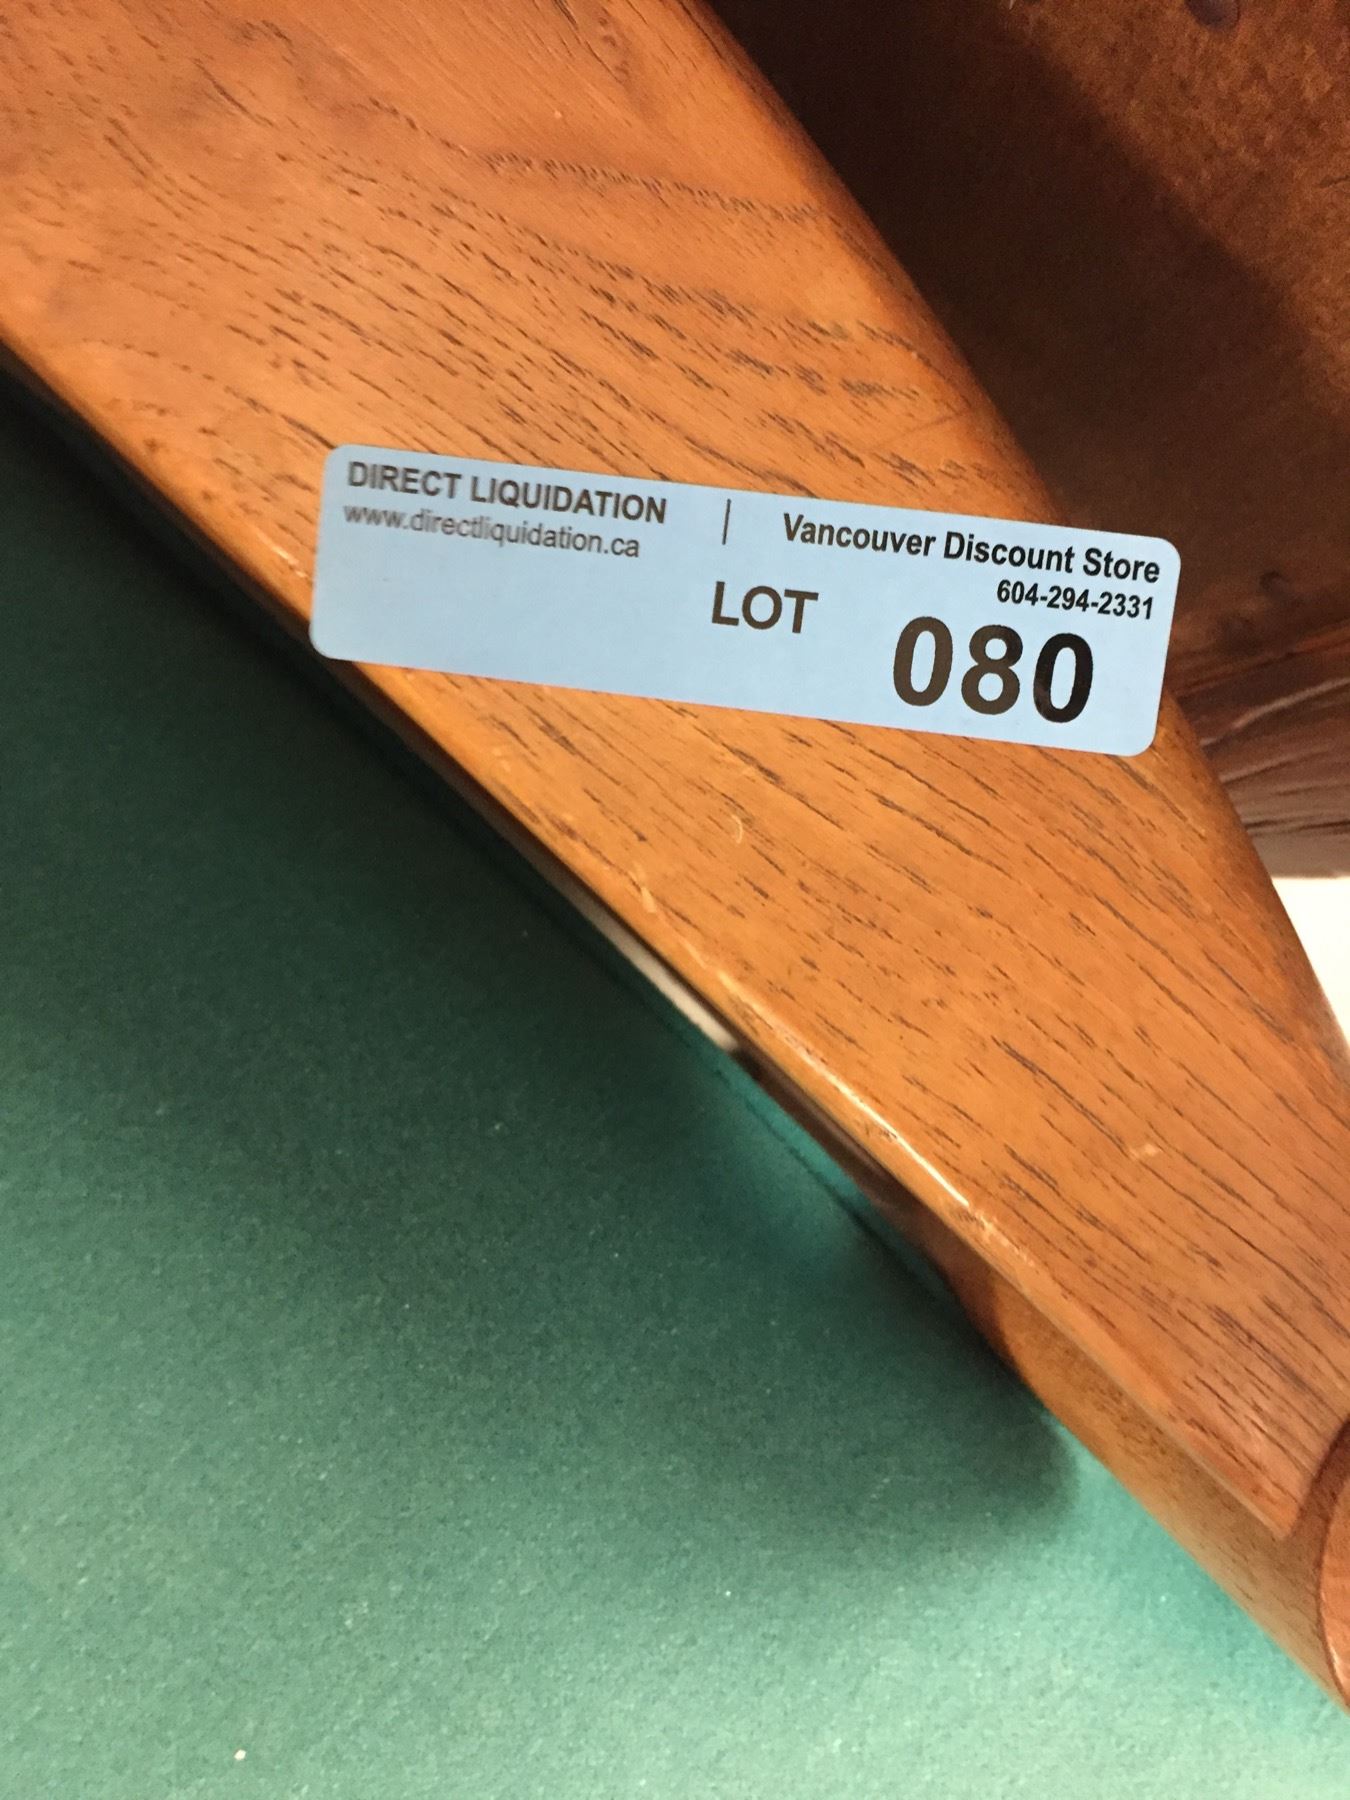 DIRECT LIQUIDATION | Vancouver Discount Store
www.directliquidation.ca 604-294-2331
LOT 080